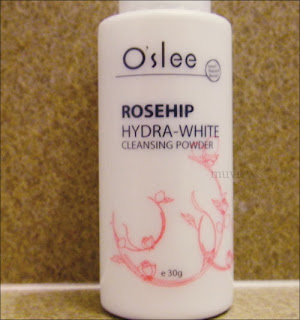 O'slee
ROSEHIP
HYDRA-WHITE
CLEANSING POWDER
e 30g